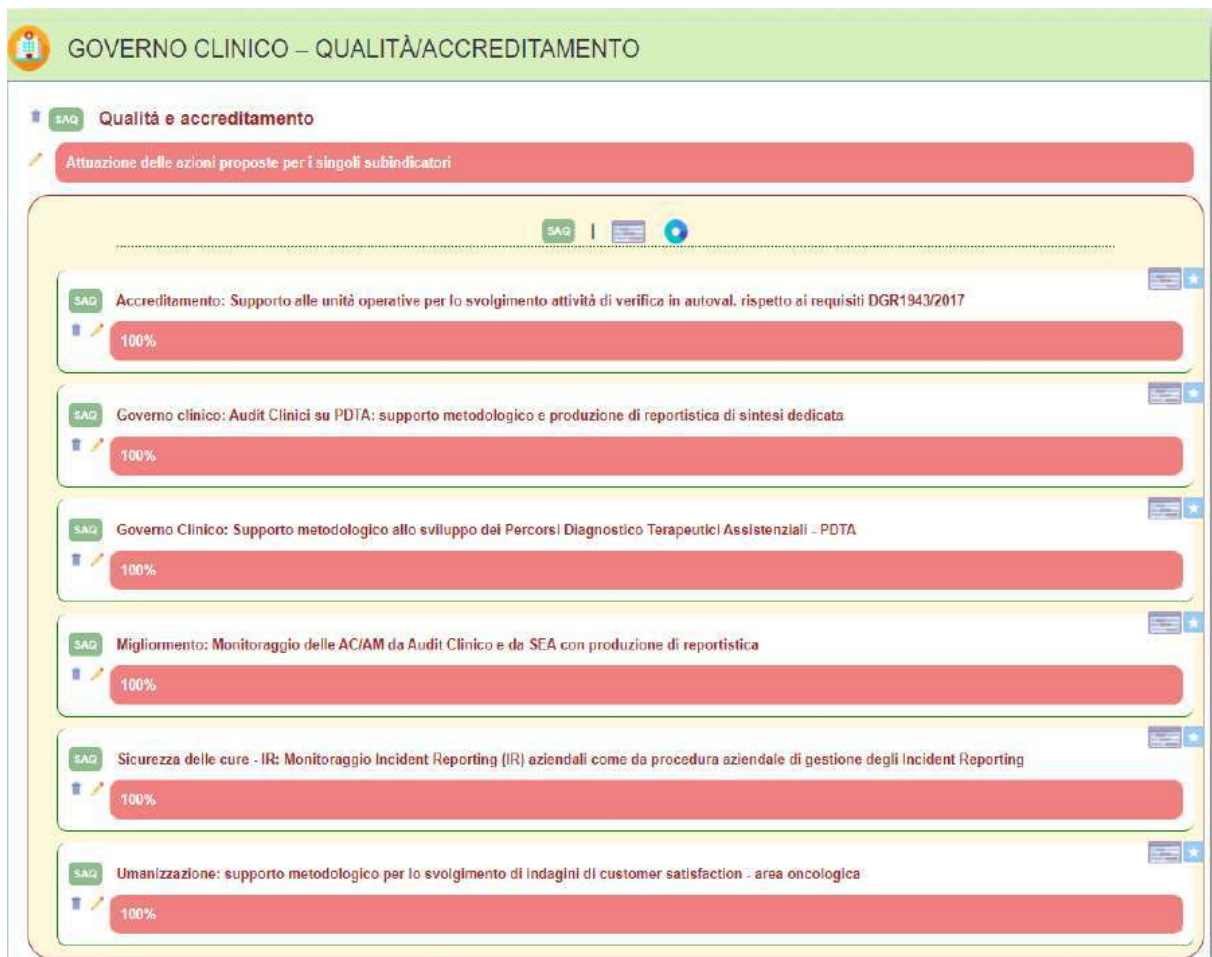 GOVERNO CLINICO – QUALITÀ/ACCREDITAMENTO
SAQ Qualità e accreditamento
Attuazione delle azioni proposte per i singoli subindicatori
SAQ |
SAQ Accreditamento: Supporto alle unità operative per lo svolgimento attività di verifica in autoval. rispetto ai requisiti DGR1943/2017
100%
SAQ Governo clinico: Audit Clinici su PDTA: supporto metodologico e produzione di reportistica di sintesi dedicata
100%
SAQ Governo Clinico: Supporto metodologico allo sviluppo dei Percorsi Diagnostico Terapeutici Assistenziali - PDTA
100%
SAQ Migliormento: Monitoraggio delle AC/AM da Audit Clinico e da SEA con produzione di reportistica
100%
SAQ Sicurezza delle cure - IR: Monitoraggio Incident Reporting (IR) aziendali come da procedura aziendale di gestione degli Incident Reporting
100%
SAQ Umanizzazione: supporto metodologico per lo svolgimento di indagini di customer satisfaction - area oncologica
100%